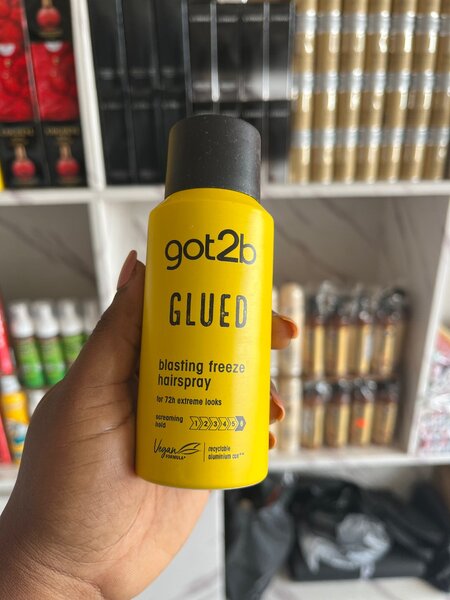 got2b
GLUED
blasting freeze
hairspray
for 72h extreme looks
screaming
hold
1 2 3 4 5 6
Vegan
FORMULA*
recyclable
aluminium can**